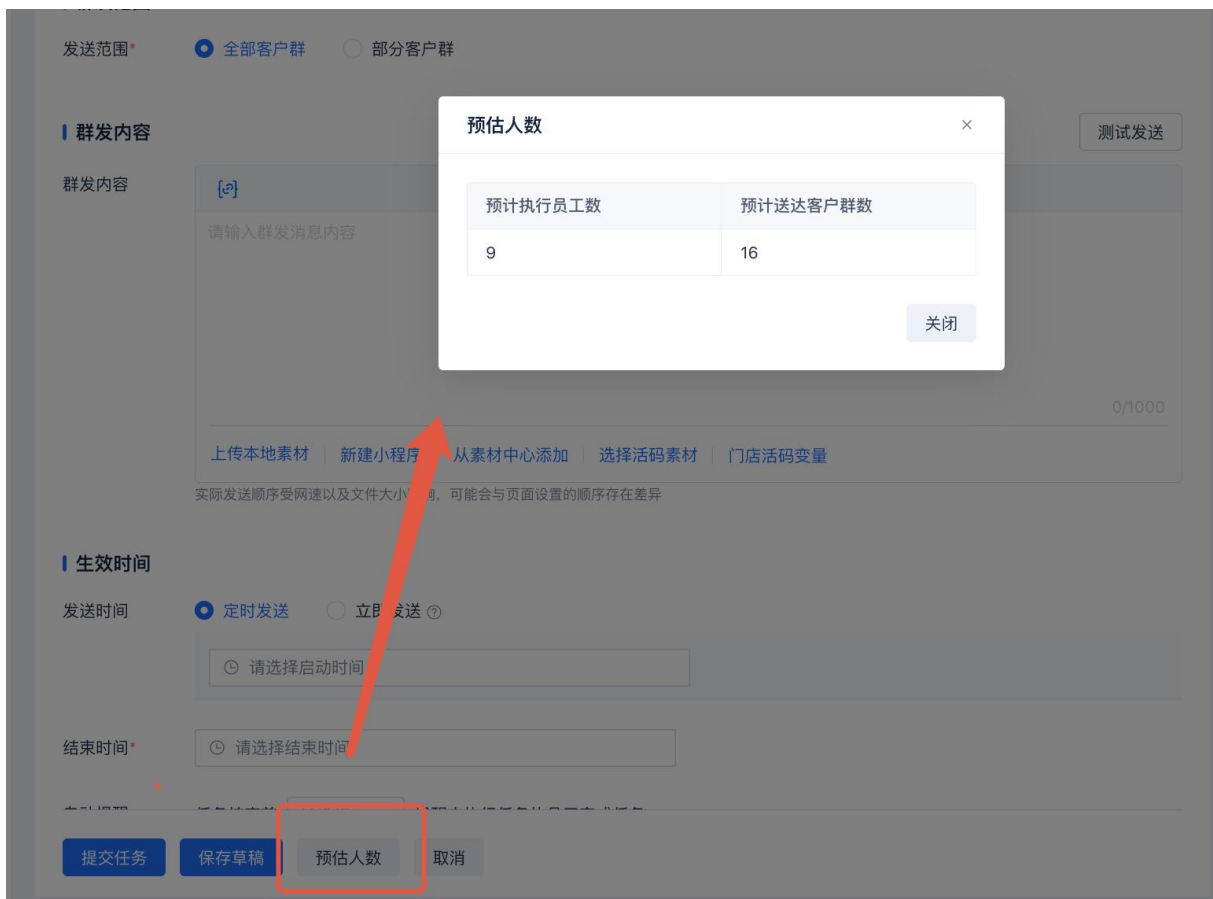 发送范围* 全部客户群 部分客户群
预估人数 ×
群发内容 测试发送
群发内容
预计执行员工数 预计送达客户群数
请输入群发消息内容
9 16
关闭
0/1000
上传本地素材 新建小程序 从素材中心添加 选择活码素材 门店活码变量
实际发送顺序受网速以及文件大小影响，可能会与页面设置的顺序存在差异
生效时间
发送时间 定时发送 立即发送
请选择启动时间
结束时间* 请选择结束时间
提交任务 保存草稿 预估人数 取消